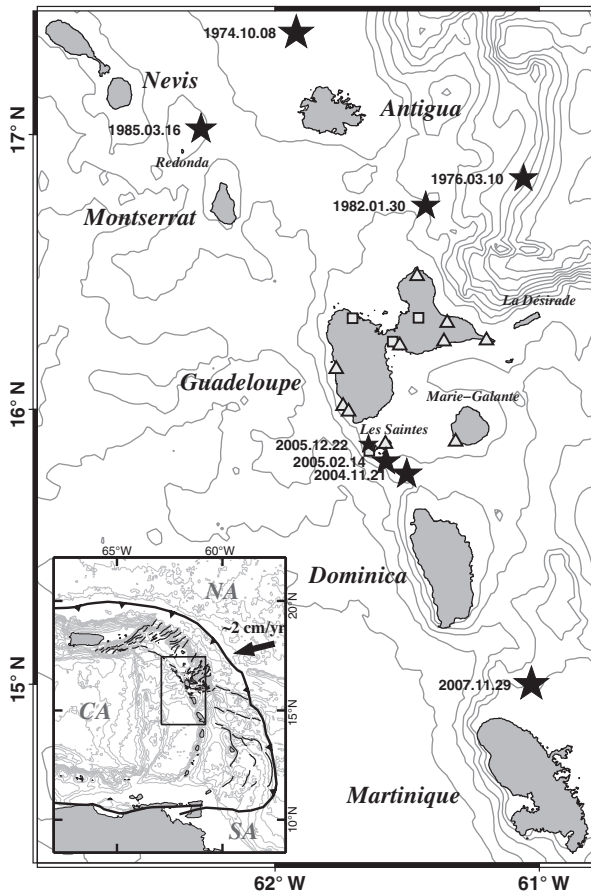 1974.10.08
Nevis
Antigua
17° N
1985.03.16
Redonda
1976.03.10
1982.01.30
Montserrat
La Désirade
Guadeloupe
16° N
Marie−Galante
Les Saintes
2005.12.22
2005.02.14
2004.11.21
65°W
60°W
Dominica
NA
20°N
~2 cm/yr
15° N
2007.11.29
CA
15°N
Martinique
SA
10°N
62° W
61° W